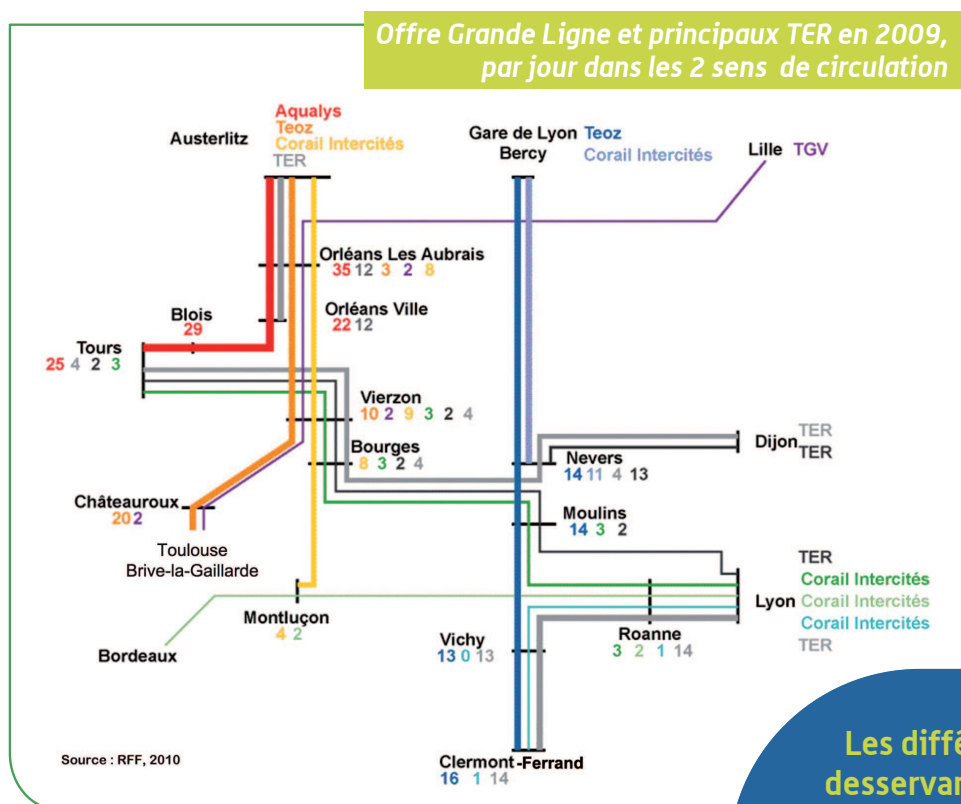 Offre Grande Ligne et principaux TER en 2009,
par jour dans les 2 sens de circulation
Austerlitz
Aqualys
Teoz
Corail Intercités
TER
Gare de Lyon Teoz
Bercy Corail Intercités
Lille TGV
Orléans Les Aubrais
35 12 3 2 8
Blois
29
Orléans Ville
22 12
Tours
25 4 2 3
Vierzon
10 2 9 3 2 4
Bourges
8 3 2 4
Nevers
14 11 4 13
Dijon
TER
TER
Châteauroux
20 2
Toulouse
Brive-la-Gaillarde
Moulins
14 3 2
Montluçon
4 2
Bordeaux
Vichy
13 0 13
Roanne
3 2 1 14
TER
Corail Intercités
Lyon Corail Intercités
Corail Intercités
TER
Clermont-Ferrand
16 1 14
Source : RFF, 2010
Les diffé
desservan